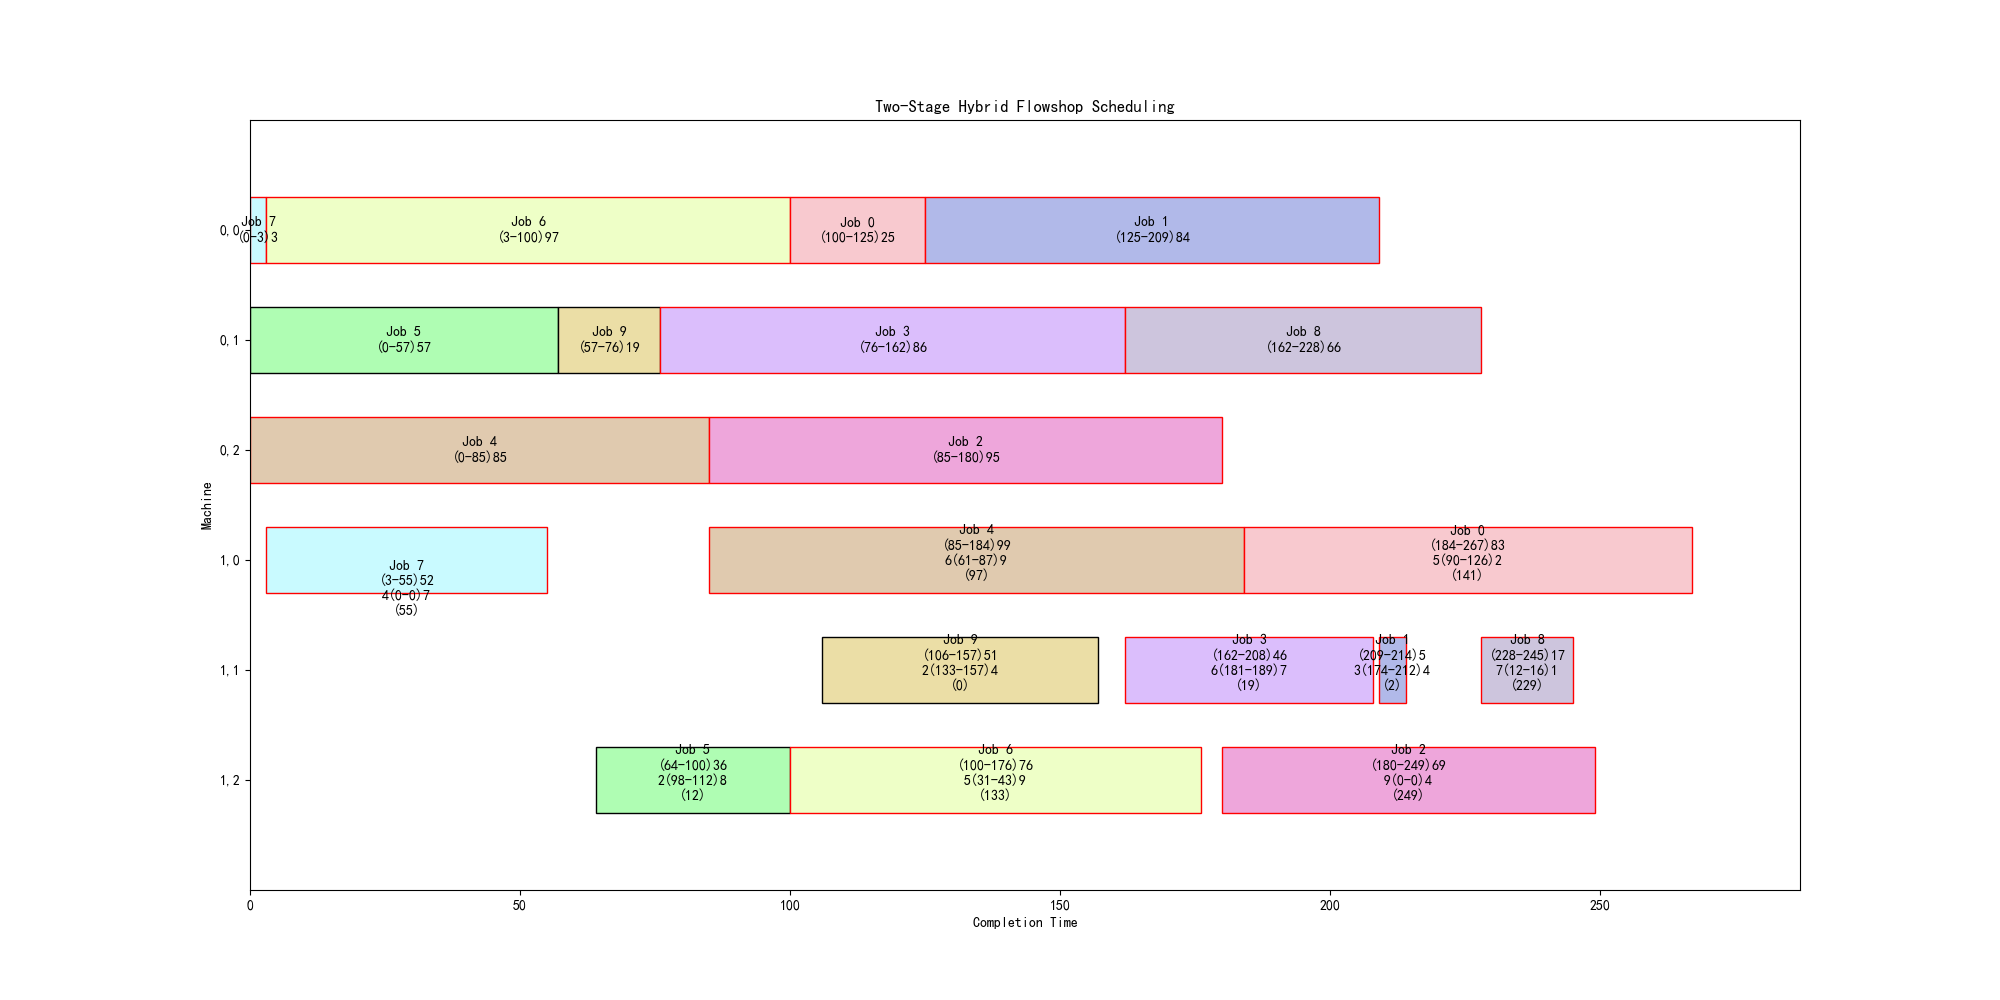 Two-Stage Hybrid Flowshop Scheduling
Machine
0,0
Job 7
(0-3)3
Job 6
(3-100)97
Job 0
(100-125)25
Job 1
(125-209)84
0,1
Job 5
(0-57)57
Job 9
(57-76)19
Job 3
(76-162)86
Job 8
(162-228)66
0,2
Job 4
(0-85)85
Job 2
(85-180)95
1,0
Job 7
(3-55)52
4(0-0)7
(55)
Job 4
(85-184)99
6(61-87)9
(97)
Job 0
(184-267)83
5(90-126)2
(141)
1,1
Job 9
(106-157)51
2(133-157)4
(0)
Job 3
(162-208)46
6(181-189)7
(19)
Job 1
(209-214)5
3(174-212)4
(2)
Job 8
(228-245)17
7(12-16)1
(229)
1,2
Job 5
(64-100)36
2(98-112)8
(12)
Job 6
(100-176)76
5(31-43)9
(133)
Job 2
(180-249)69
9(0-0)4
(249)
0
50
100
150
200
250
Completion Time